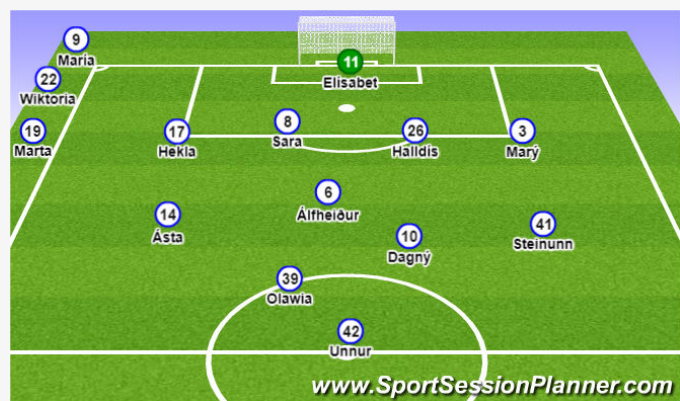 9
María
11
Elísabet
22
Wiktoria
19
Marta
17
Hekla
8
Sara
26
Halldís
3
Marý
6
Álfheiður
14
Ásta
10
Dagný
41
Steinunn
39
Olawia
42
Unnur
www.SportSessionPlanner.com